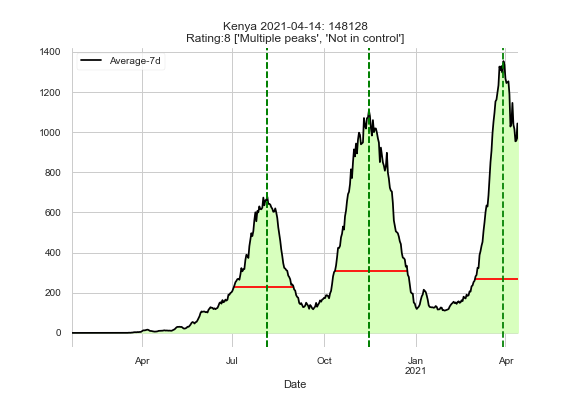 Kenya 2021-04-14: 148128
Rating:8 ['Multiple peaks', 'Not in control']
1400
Average-7d
1200
1000
800
600
400
200
0
Apr Jul Oct Jan Apr
2021
Date